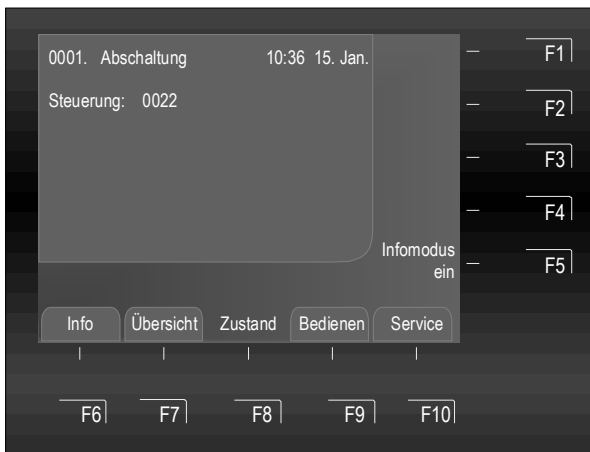 0001. Abschaltung 10:36 15. Jan.
F1
Steuerung: 0022
F2
F3
F4
Infomodus
ein
F5
Info Übersicht Zustand Bedienen Service
F6 F7 F8 F9 F10